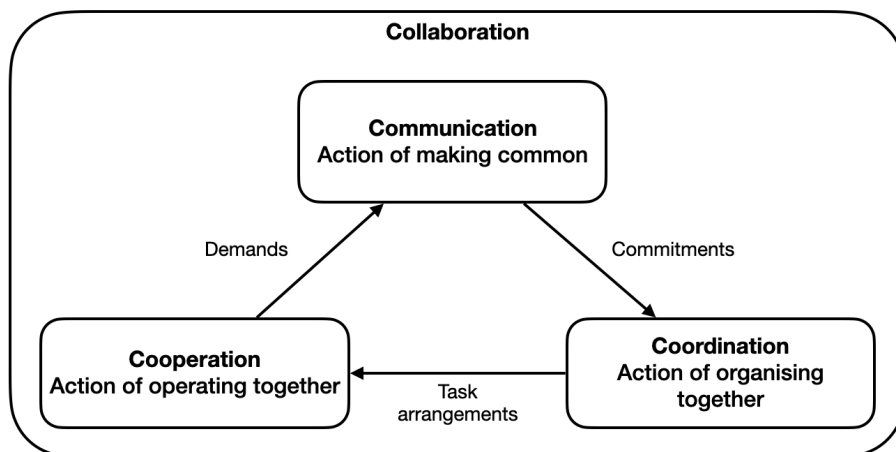 Collaboration
Communication
Action of making common
Demands
Commitments
Cooperation
Action of operating together
Coordination
Action of organising
together
Task
arrangements